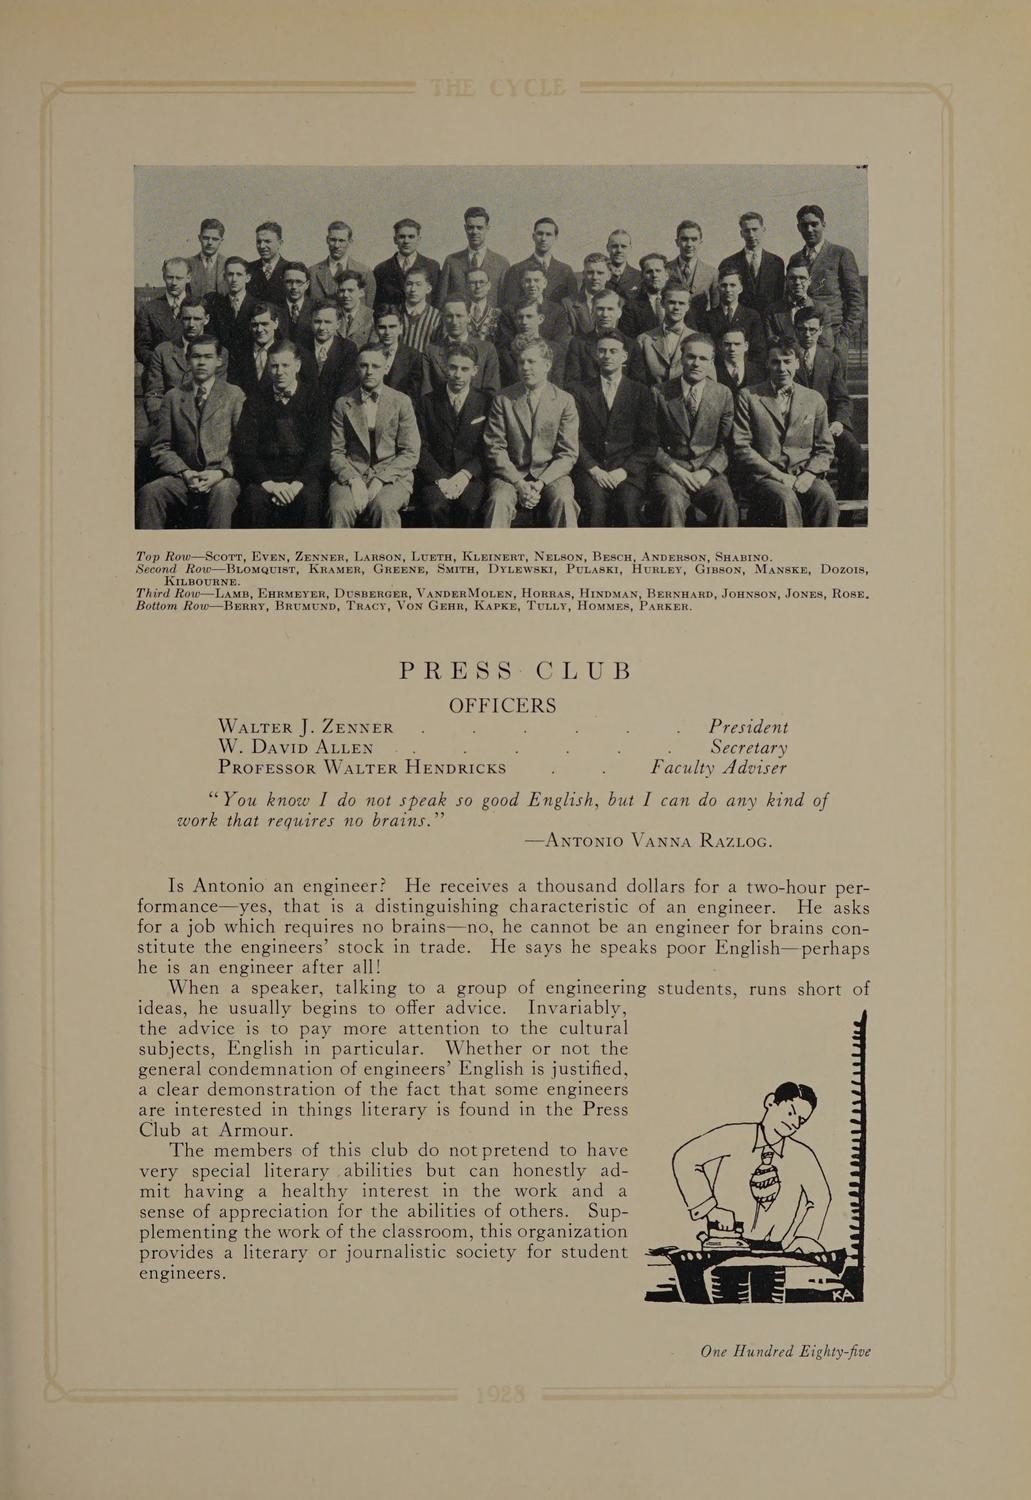 THE CYCLE
Top Row—Scott, Even, Zenner, Larson, Lueth, Kleinert, Nelson, Besch, Anderson, Shabino.
Second Row—Blomquist, Kramer, Greene, Smith, Dylewski, Pulaski, Hurley, Gibson, Manske, Dozois,
Kilbourne.
Third Row—Lamb, Ehrmeyer, Dusberger, VanderMolen, Horras, Hindman, Bernhard, Johnson, Jones, Rose.
Bottom Row—Berry, Brumund, Tracy, Von Gehr, Kapke, Tully, Hommes, Parker.
PRESS CLUB
OFFICERS
Walter J. Zenner . . . . . . President
W. David Allen . . . . . . Secretary
Professor Walter Hendricks . . Faculty Adviser
“You know I do not speak so good English, but I can do any kind of
work that requires no brains.”
—Antonio Vanna Razlog.
Is Antonio an engineer? He receives a thousand dollars for a two-hour per-
formance—yes, that is a distinguishing characteristic of an engineer. He asks
for a job which requires no brains—no, he cannot be an engineer for brains con-
stitute the engineers’ stock in trade. He says he speaks poor English—perhaps
he is an engineer after all!
When a speaker, talking to a group of engineering students, runs short of
ideas, he usually begins to offer advice. Invariably,
the advice is to pay more attention to the cultural
subjects, English in particular. Whether or not the
general condemnation of engineers’ English is justified,
a clear demonstration of the fact that some engineers
are interested in things literary is found in the Press
Club at Armour.
The members of this club do not pretend to have
very special literary abilities but can honestly ad-
mit having a healthy interest in the work and a
sense of appreciation for the abilities of others. Sup-
plementing the work of the classroom, this organization
provides a literary or journalistic society for student
engineers.
KA
One Hundred Eighty-five
1928